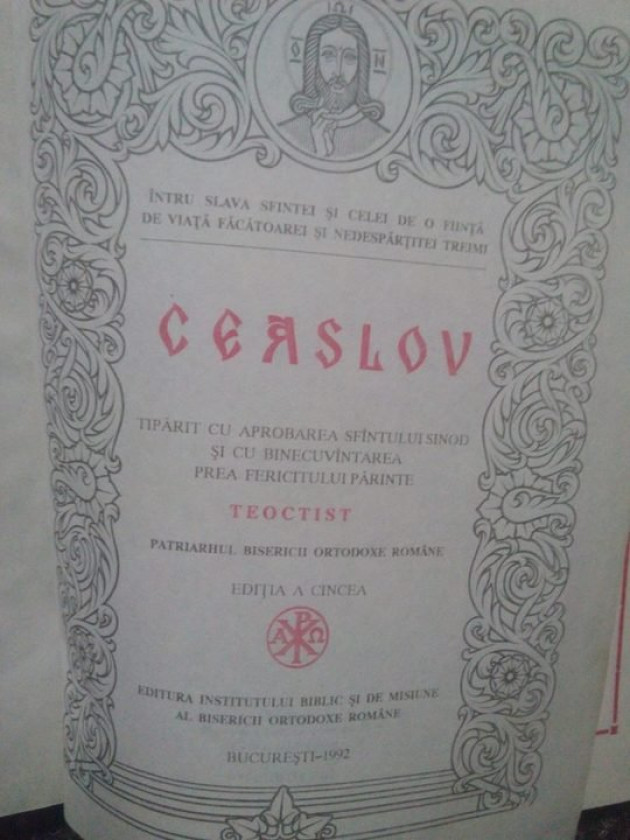 ΙΩΙ
Ο Ν
ÎNTRU SLAVA SFINTEI ȘI CELEI DE O FIINȚĂ
DE VIAȚĂ FĂCĂTOAREI ȘI NEDESPĂRȚITEI TREIMI
CEASLOV
TIPĂRIT CU APROBAREA SFÎNTULUI SINOD
ȘI CU BINECUVÎNTAREA
PREA FERICITULUI PĂRINTE
TEOCTIST
PATRIARHUL BISERICII ORTODOXE ROMÂNE
EDIȚIA A CINCEA
Α Ρ Ω
EDITURA INSTITUTULUI BIBLIC ȘI DE MISIUNE
AL BISERICII ORTODOXE ROMÂNE
BUCUREȘTI-1992